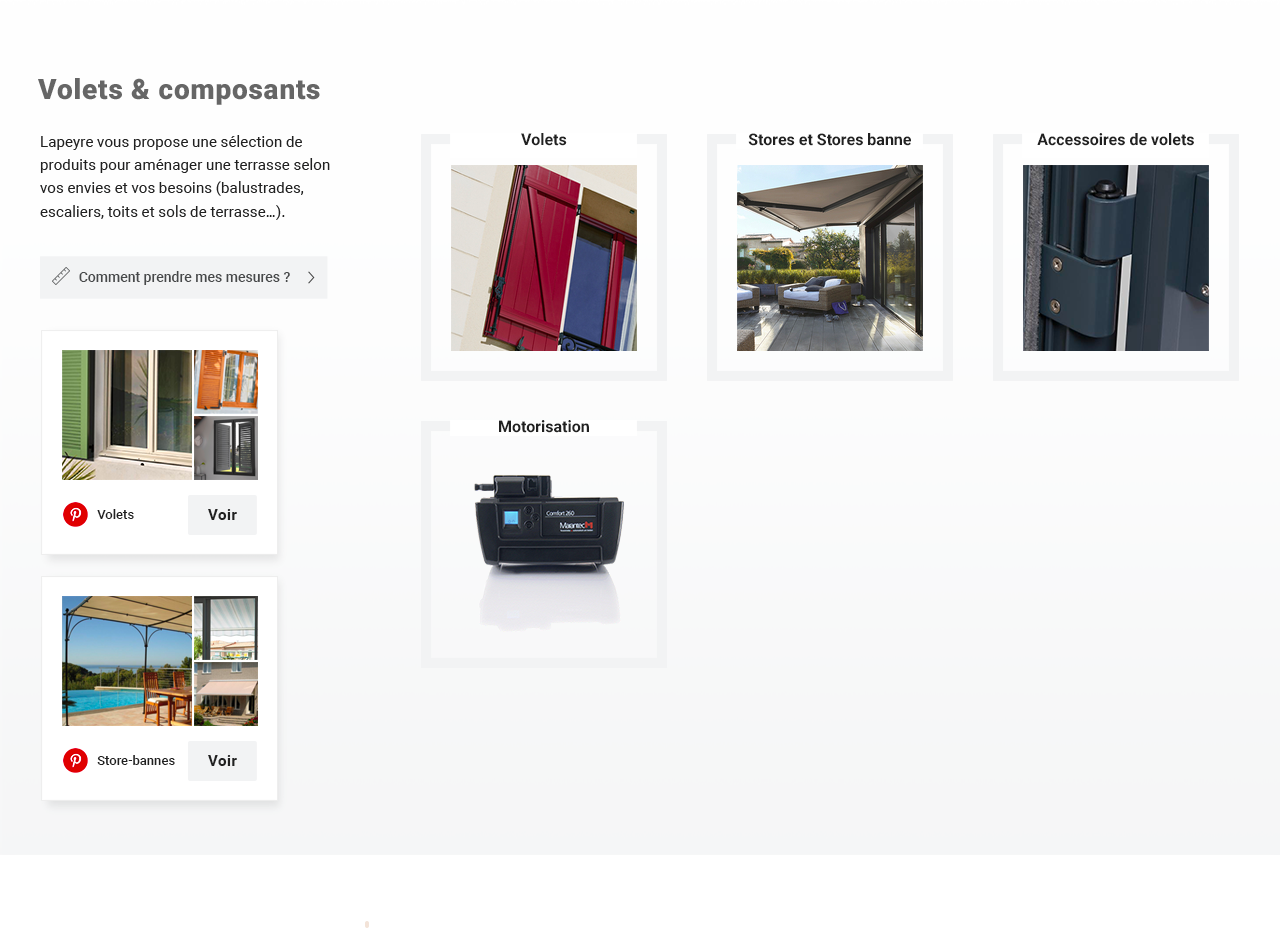 Volets & composants
Lapeyre vous propose une sélection de
produits pour aménager une terrasse selon
vos envies et vos besoins (balustrades,
escaliers, toits et sols de terrasse…).
Comment prendre mes mesures ?
Volets
Voir
Store-bannes
Voir
Volets
Stores et Stores banne
Accessoires de volets
Motorisation
Comfort 260
Marantec